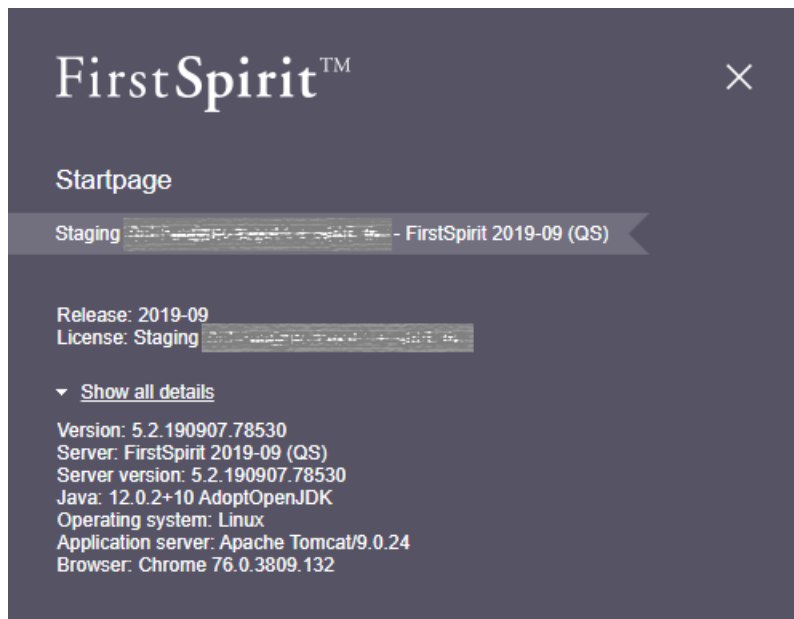 FirstSpirit™
Startpage
Staging - FirstSpirit 2019-09 (QS)
Release: 2019-09
License: Staging
Show all details
Version: 5.2.190907.78530
Server: FirstSpirit 2019-09 (QS)
Server version: 5.2.190907.78530
Java: 12.0.2+10 AdoptOpenJDK
Operating system: Linux
Application server: Apache Tomcat/9.0.24
Browser: Chrome 76.0.3809.132